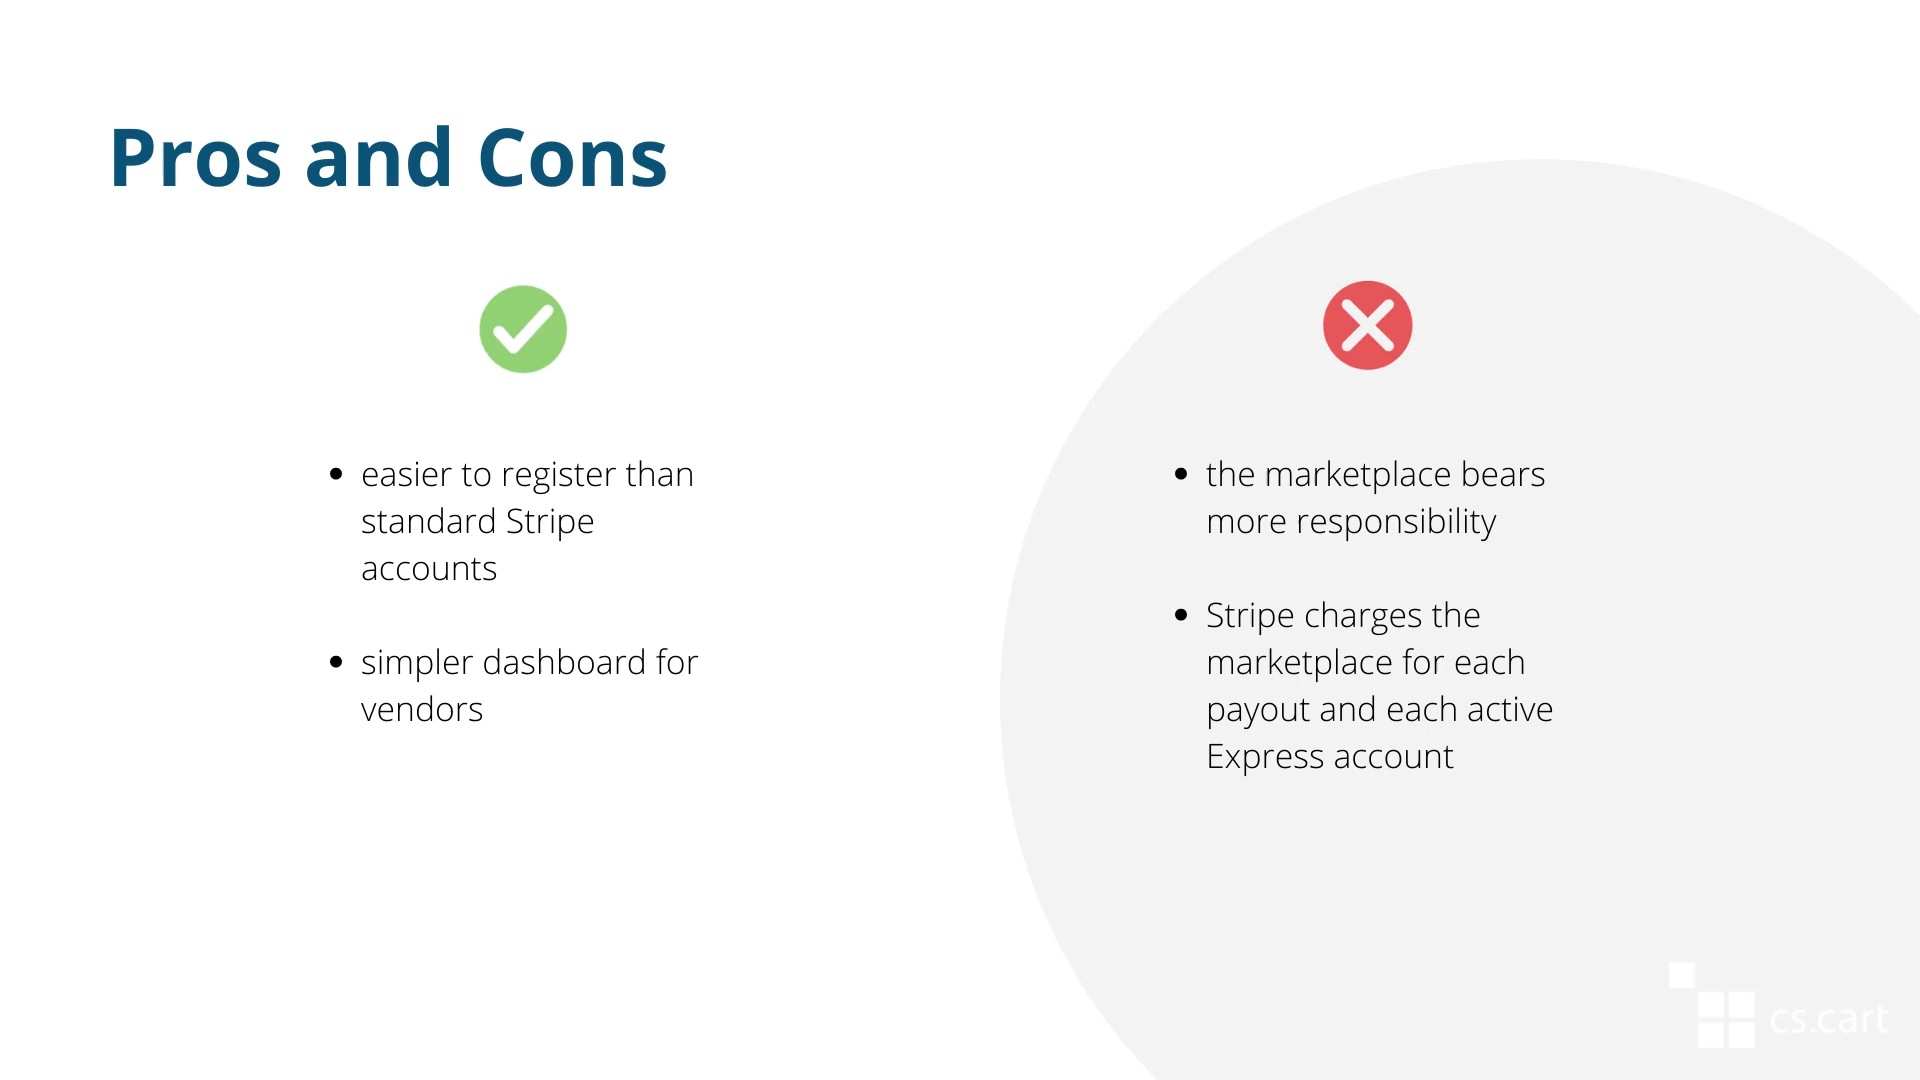 Pros and Cons
• easier to register than
standard Stripe
accounts
• simpler dashboard for
vendors
• the marketplace bears
more responsibility
• Stripe charges the
marketplace for each
payout and each active
Express account
cs.cart